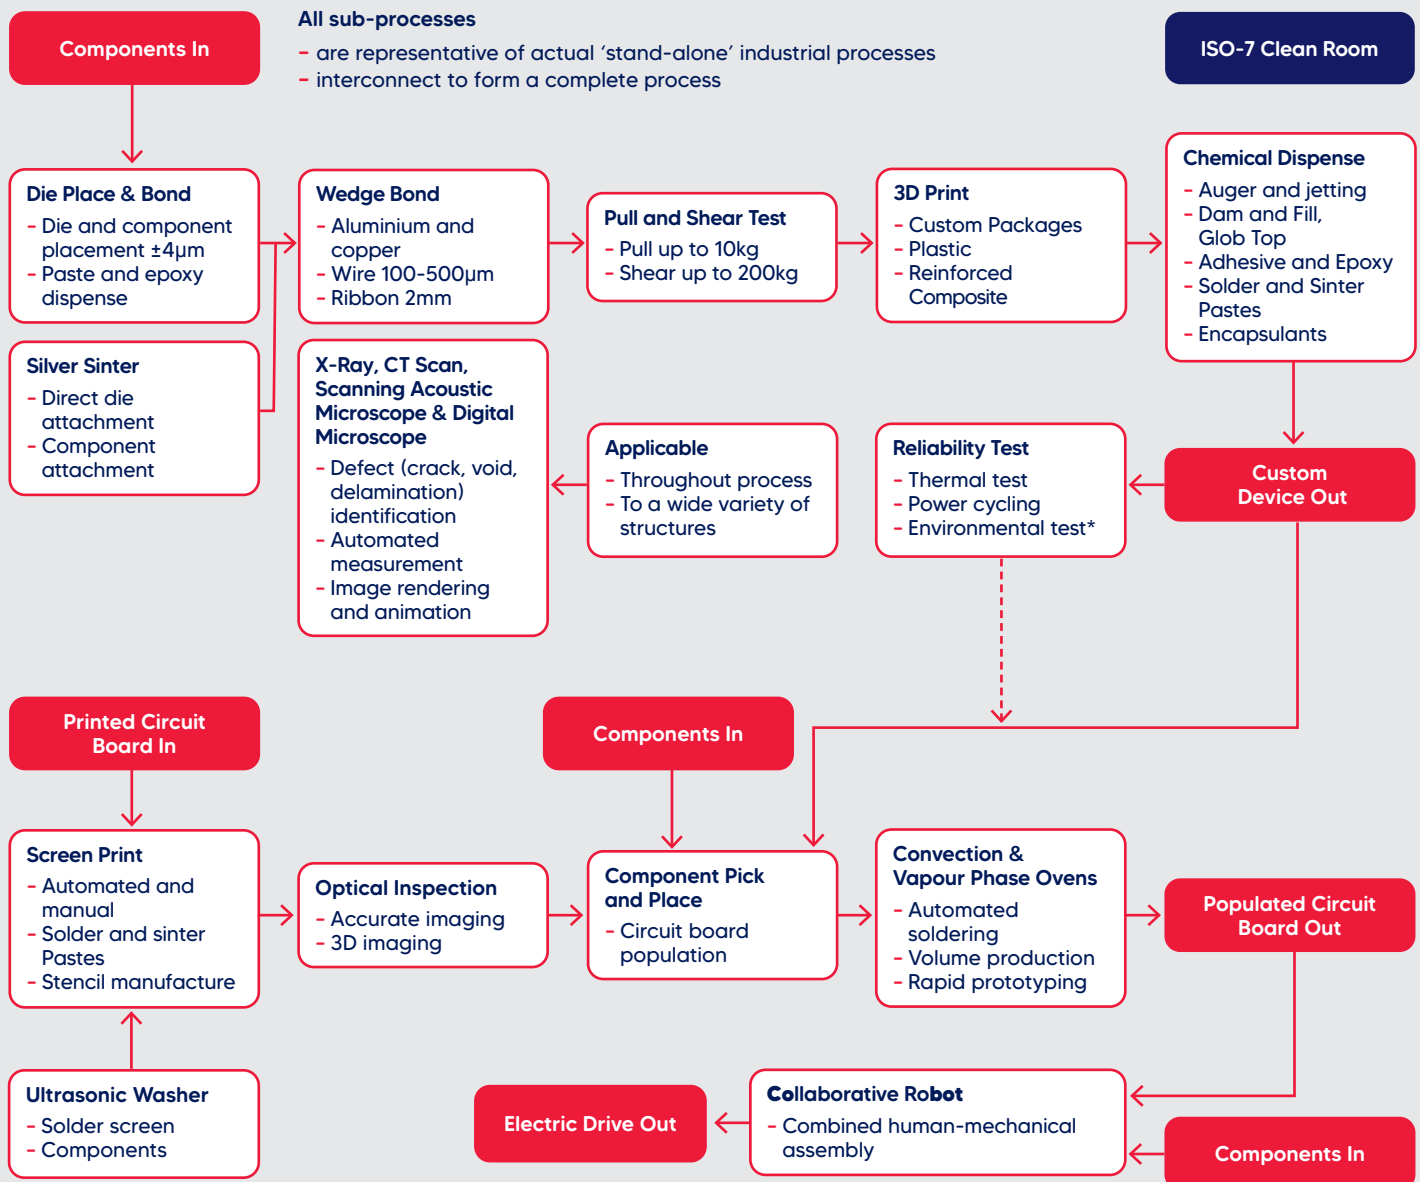 Components In
All sub-processes
- are representative of actual ‘stand-alone’ industrial processes
- interconnect to form a complete process
ISO-7 Clean Room
Die Place & Bond
- Die and component
placement ±4µm
- Paste and epoxy
dispense
Wedge Bond
- Aluminium and
copper
- Wire 100-500µm
- Ribbon 2mm
Pull and Shear Test
- Pull up to 10kg
- Shear up to 200kg
3D Print
- Custom Packages
- Plastic
- Reinforced
Composite
Chemical Dispense
- Auger and jetting
- Dam and Fill,
Glob Top
- Adhesive and Epoxy
- Solder and Sinter
Pastes
- Encapsulants
Silver Sinter
- Direct die
attachment
- Component
attachment
X-Ray, CT Scan,
Scanning Acoustic
Microscope & Digital
Microscope
- Defect (crack, void,
delamination)
identification
- Automated
measurement
- Image rendering
and animation
Applicable
- Throughout process
- To a wide variety of
structures
Reliability Test
- Thermal test
- Power cycling
- Environmental test*
Custom
Device Out
Printed Circuit
Board In
Components In
Screen Print
- Automated and
manual
- Solder and sinter
Pastes
- Stencil manufacture
Optical Inspection
- Accurate imaging
- 3D imaging
Component Pick
and Place
- Circuit board
population
Convection &
Vapour Phase Ovens
- Automated
soldering
- Volume production
- Rapid prototyping
Populated Circuit
Board Out
Ultrasonic Washer
- Solder screen
- Components
Electric Drive Out
Collaborative Robot
- Combined human-mechanical
assembly
Components In